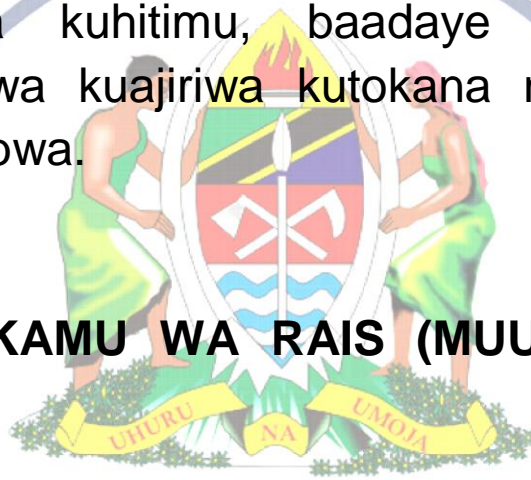 kuhitimu, baadaye
wa kuajiriwa kutokana
owa.
KAMU WA RAIS (MUU
UHURU NA UMOJA